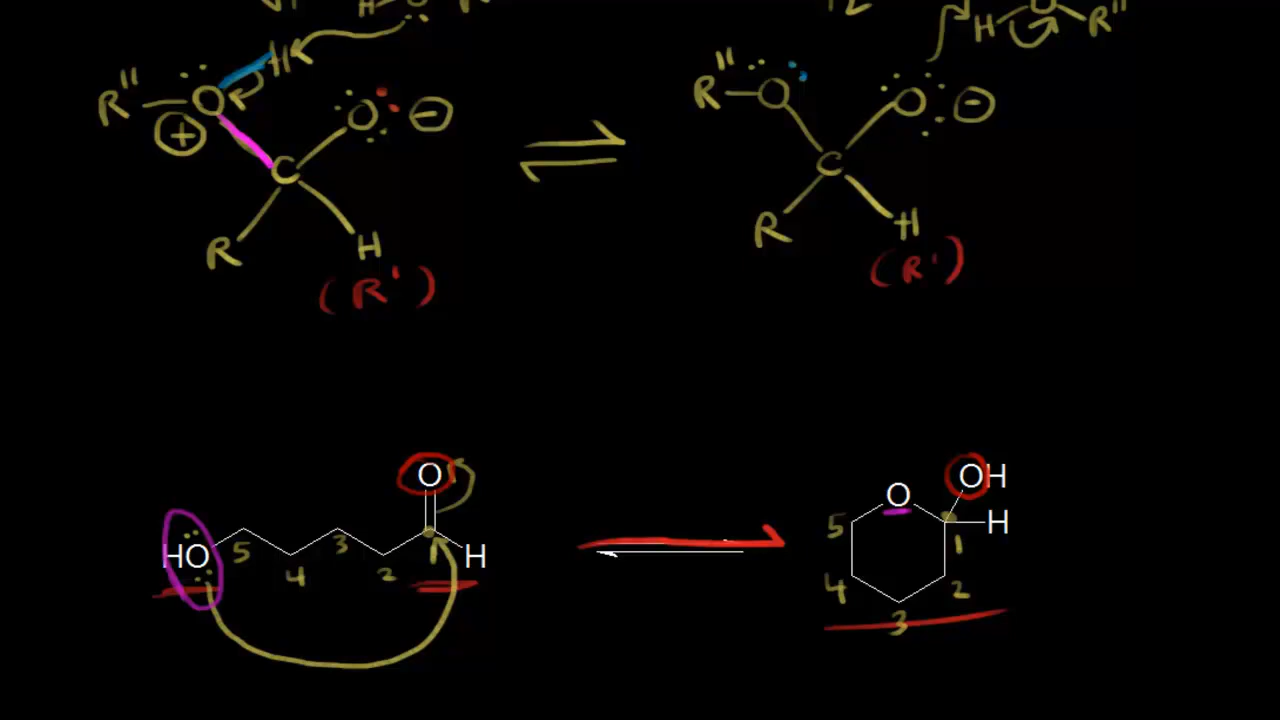 H O R
H O R"
R" O H O ⊖
⊕
C
R H
(R')
R" O O ⊖
C
R H
(R')
O
HO 5 4 3 2 1 H
O OH
5 H
1
4 2
3